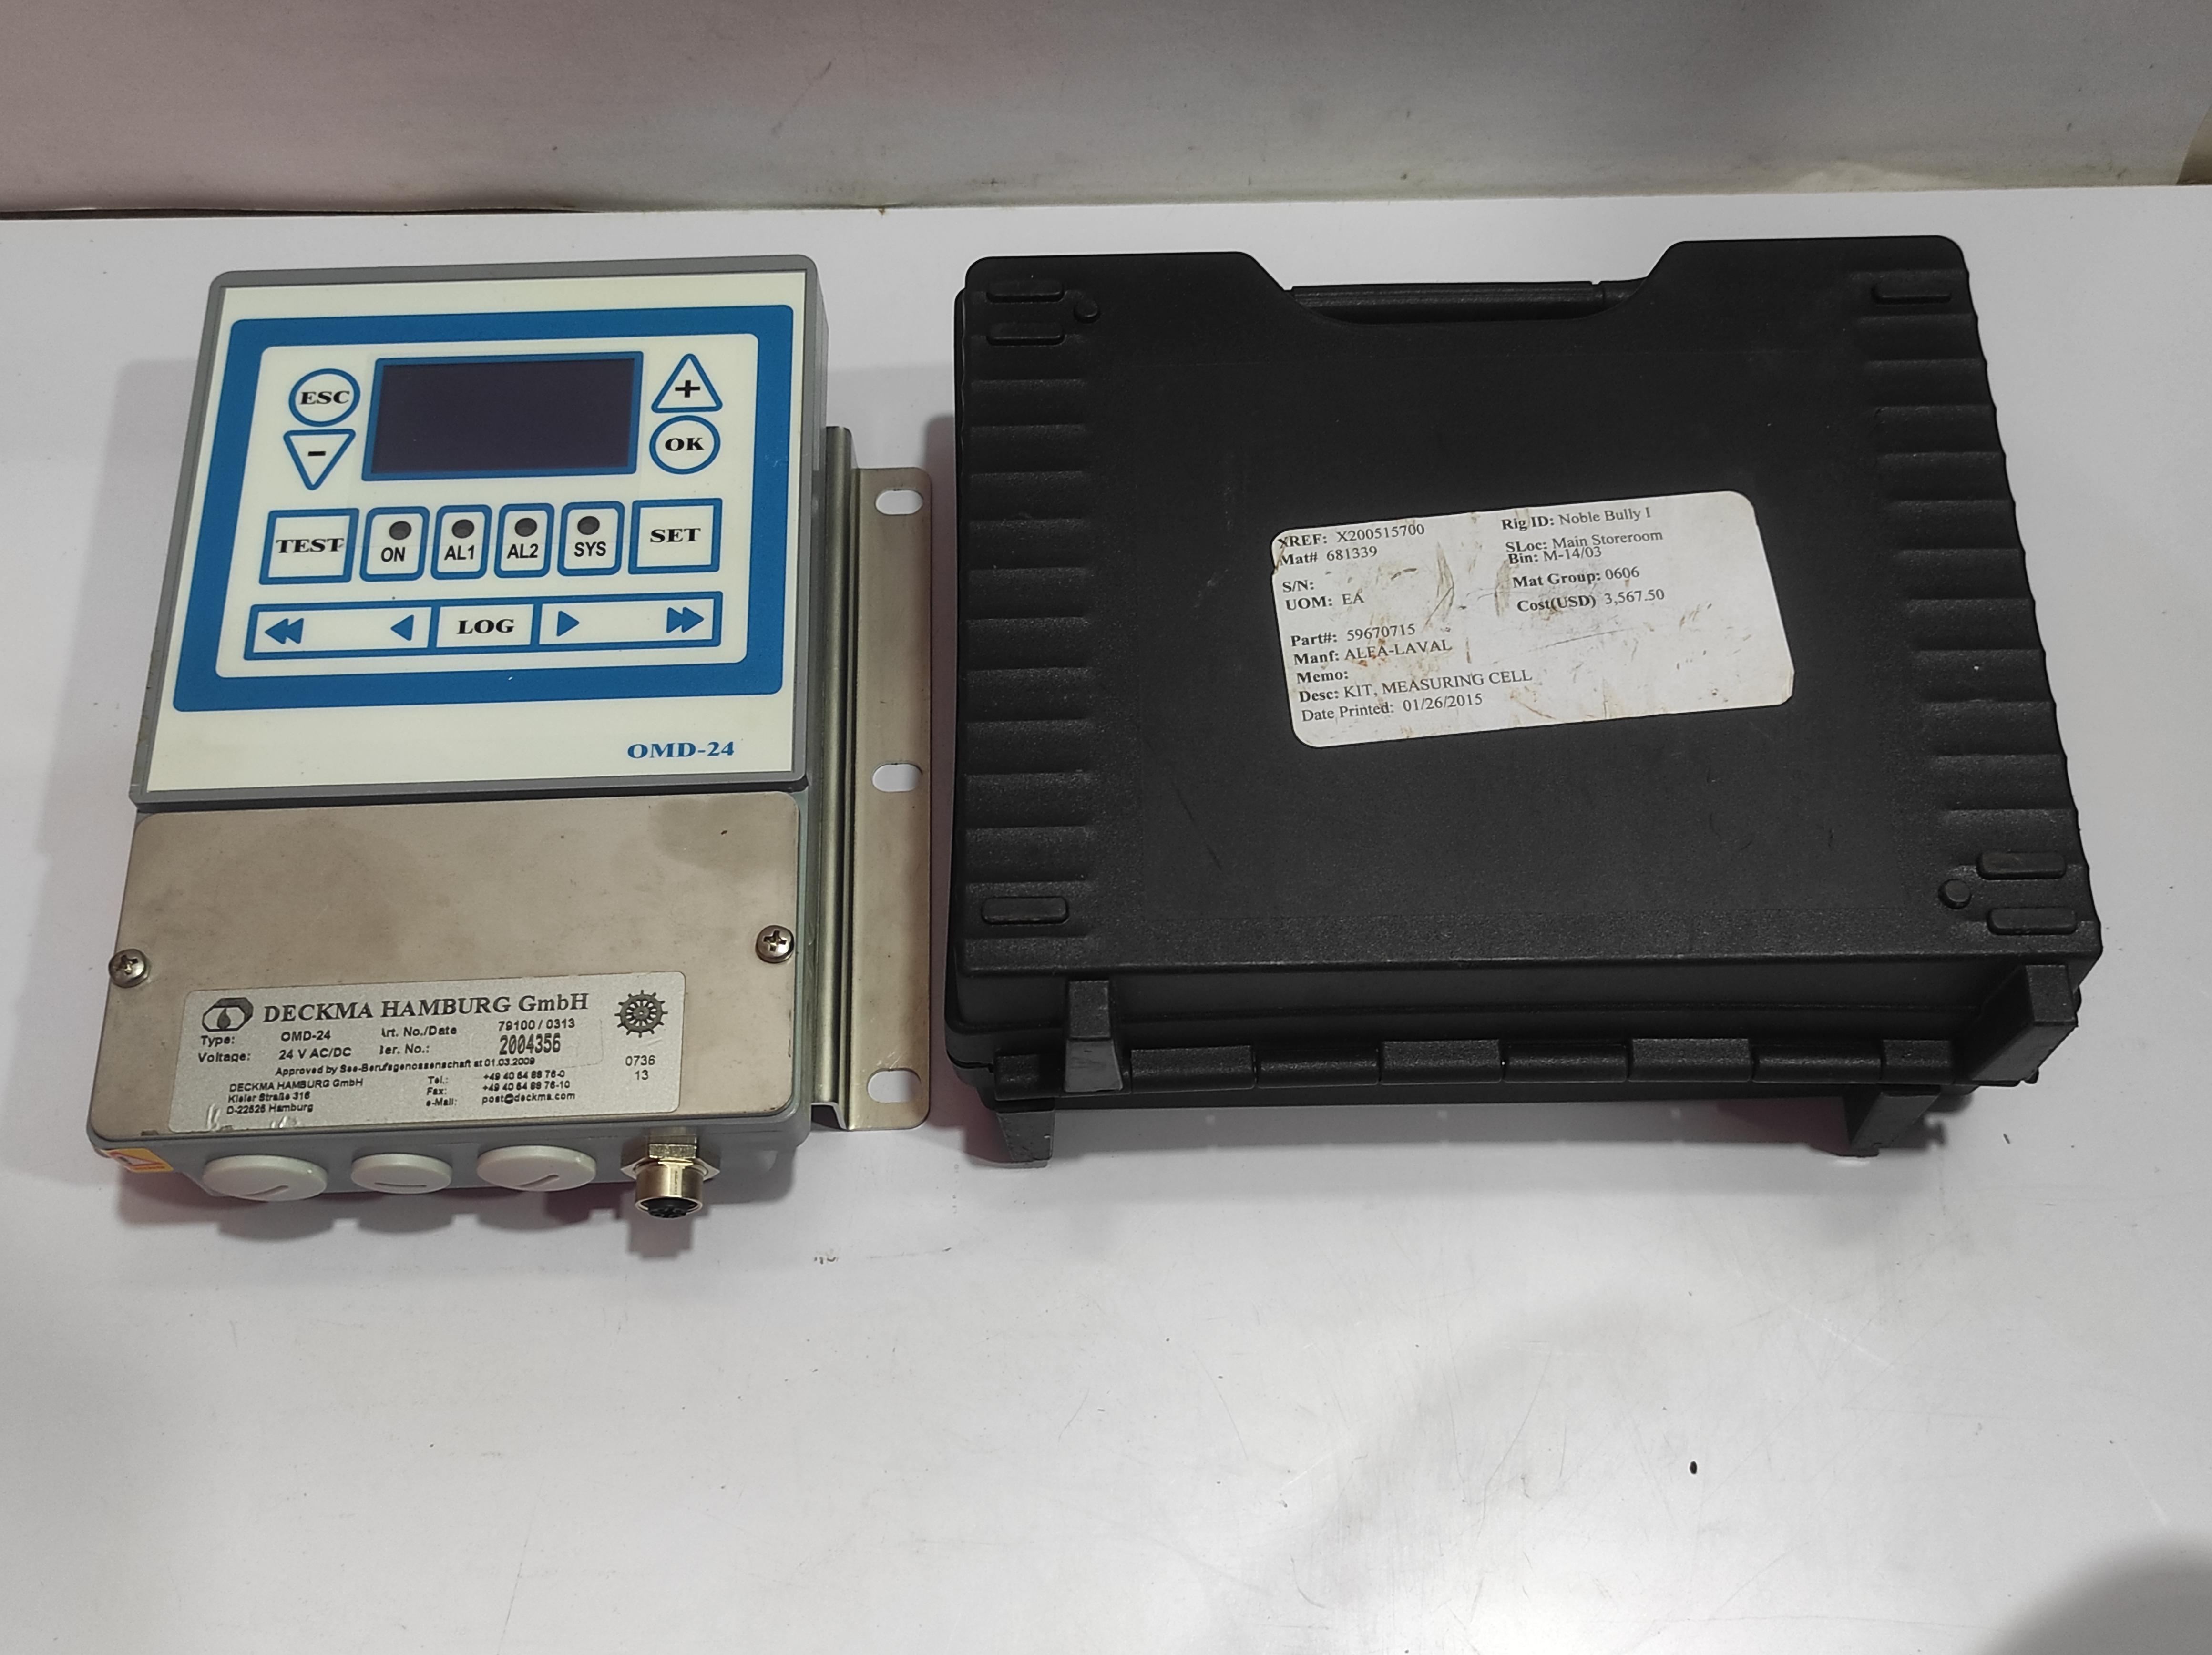 ESC
+
-
OK
TEST
ON
AL1
AL2
SYS
SET
LOG
OMD-24
DECKMA HAMBURG GmbH
Type: OMD-24 Art. No./Date 79100 / 0313
Voltage: 24 V AC/DC Ser. No.: 2004356
Approved by See-Berufsgenossenschaft at 01.03.2009
0736
13
DECKMA HAMBURG GmbH Tel.: +49 40 54 88 76-0
Kieler Straße 316 Fax: +49 40 54 88 76-10
D-22525 Hamburg e-Mail: post@deckma.com
XREF: X200515700 Rig ID: Noble Bully I
Mat# 681339 SLoc: Main Storeroom
Bin: M-14/03
S/N: Mat Group: 0606
UOM: EA Cost(USD) 3,567.50
Part#: 59670715
Manf: ALFA-LAVAL
Memo:
Desc: KIT, MEASURING CELL
Date Printed: 01/26/2015